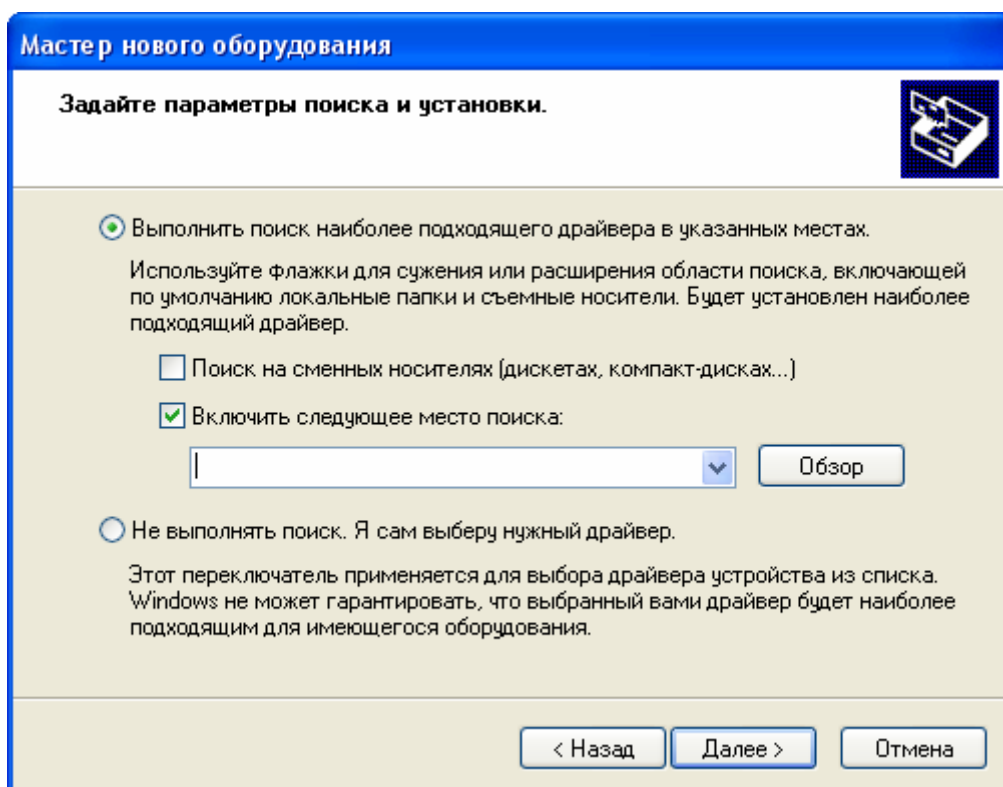 Мастер нового оборудования
Задайте параметры поиска и установки.
Выполнить поиск наиболее подходящего драйвера в указанных местах.
Используйте флажки для сужения или расширения области поиска, включающей
по умолчанию локальные папки и съемные носители. Будет установлен наиболее
подходящий драйвер.
Поиск на сменных носителях (дискетах, компакт-дисках...)
Включить следующее место поиска:
Обзор
Не выполнять поиск. Я сам выберу нужный драйвер.
Этот переключатель применяется для выбора драйвера устройства из списка.
Windows не может гарантировать, что выбранный вами драйвер будет наиболее
подходящим для имеющегося оборудования.
< Назад Далее > Отмена